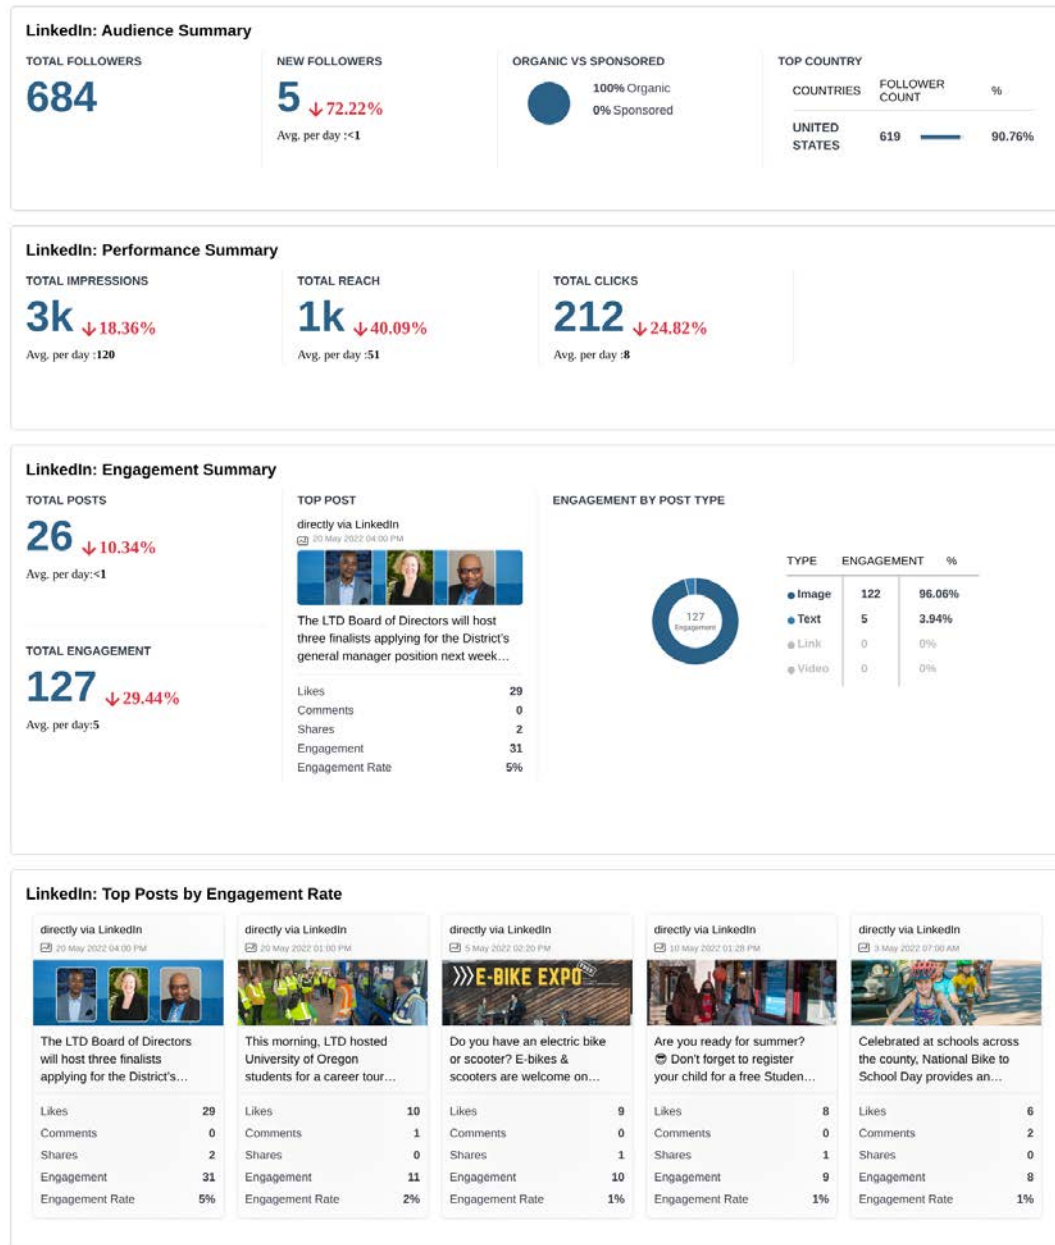 LinkedIn: Audience Summary
TOTAL FOLLOWERS
684
NEW FOLLOWERS
5 ↓72.22%
Avg. per day :<1
ORGANIC VS SPONSORED
100% Organic
0% Sponsored
TOP COUNTRY
COUNTRIES FOLLOWER COUNT %
UNITED STATES 619 90.76%
LinkedIn: Performance Summary
TOTAL IMPRESSIONS
3k ↓18.36%
Avg. per day :120
TOTAL REACH
1k ↓40.09%
Avg. per day :51
TOTAL CLICKS
212 ↓24.82%
Avg. per day :8
LinkedIn: Engagement Summary
TOTAL POSTS
26 ↓10.34%
Avg. per day:<1
TOTAL ENGAGEMENT
127 ↓29.44%
Avg. per day:5
TOP POST
directly via LinkedIn
20 May 2022 04:00 PM
The LTD Board of Directors will host
three finalists applying for the District's
general manager position next week...
Likes 29
Comments 0
Shares 2
Engagement 31
Engagement Rate 5%
ENGAGEMENT BY POST TYPE
127
Engagement
TYPE ENGAGEMENT %
Image 122 96.06%
Text 5 3.94%
Link 0 0%
Video 0 0%
LinkedIn: Top Posts by Engagement Rate
directly via LinkedIn
20 May 2022 04:00 PM
The LTD Board of Directors
will host three finalists
applying for the District's...
Likes 29
Comments 0
Shares 2
Engagement 31
Engagement Rate 5%
directly via LinkedIn
20 May 2022 01:00 PM
This morning, LTD hosted
University of Oregon
students for a career tour...
Likes 10
Comments 1
Shares 0
Engagement 11
Engagement Rate 2%
directly via LinkedIn
5 May 2022 02:20 PM
E-BIKE EXPO
Do you have an electric bike
or scooter? E-bikes &
scooters are welcome on...
Likes 9
Comments 0
Shares 1
Engagement 10
Engagement Rate 1%
directly via LinkedIn
10 May 2022 01:28 PM
Are you ready for summer?
😎 Don't forget to register
your child for a free Studen...
Likes 8
Comments 0
Shares 1
Engagement 9
Engagement Rate 1%
directly via LinkedIn
3 May 2022 07:00 AM
Celebrated at schools across
the county, National Bike to
School Day provides an...
Likes 6
Comments 2
Shares 0
Engagement 8
Engagement Rate 1%